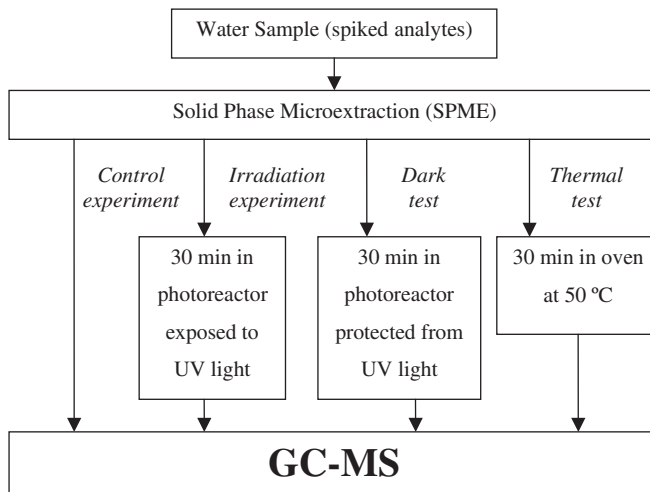 Water Sample (spiked analytes)
Solid Phase Microextraction (SPME)
Control
experiment
Irradiation
experiment
Dark
test
Thermal
test
30 min in
photoreactor
exposed to
UV light
30 min in
photoreactor
protected from
UV light
30 min in oven
at 50 ºC
GC-MS